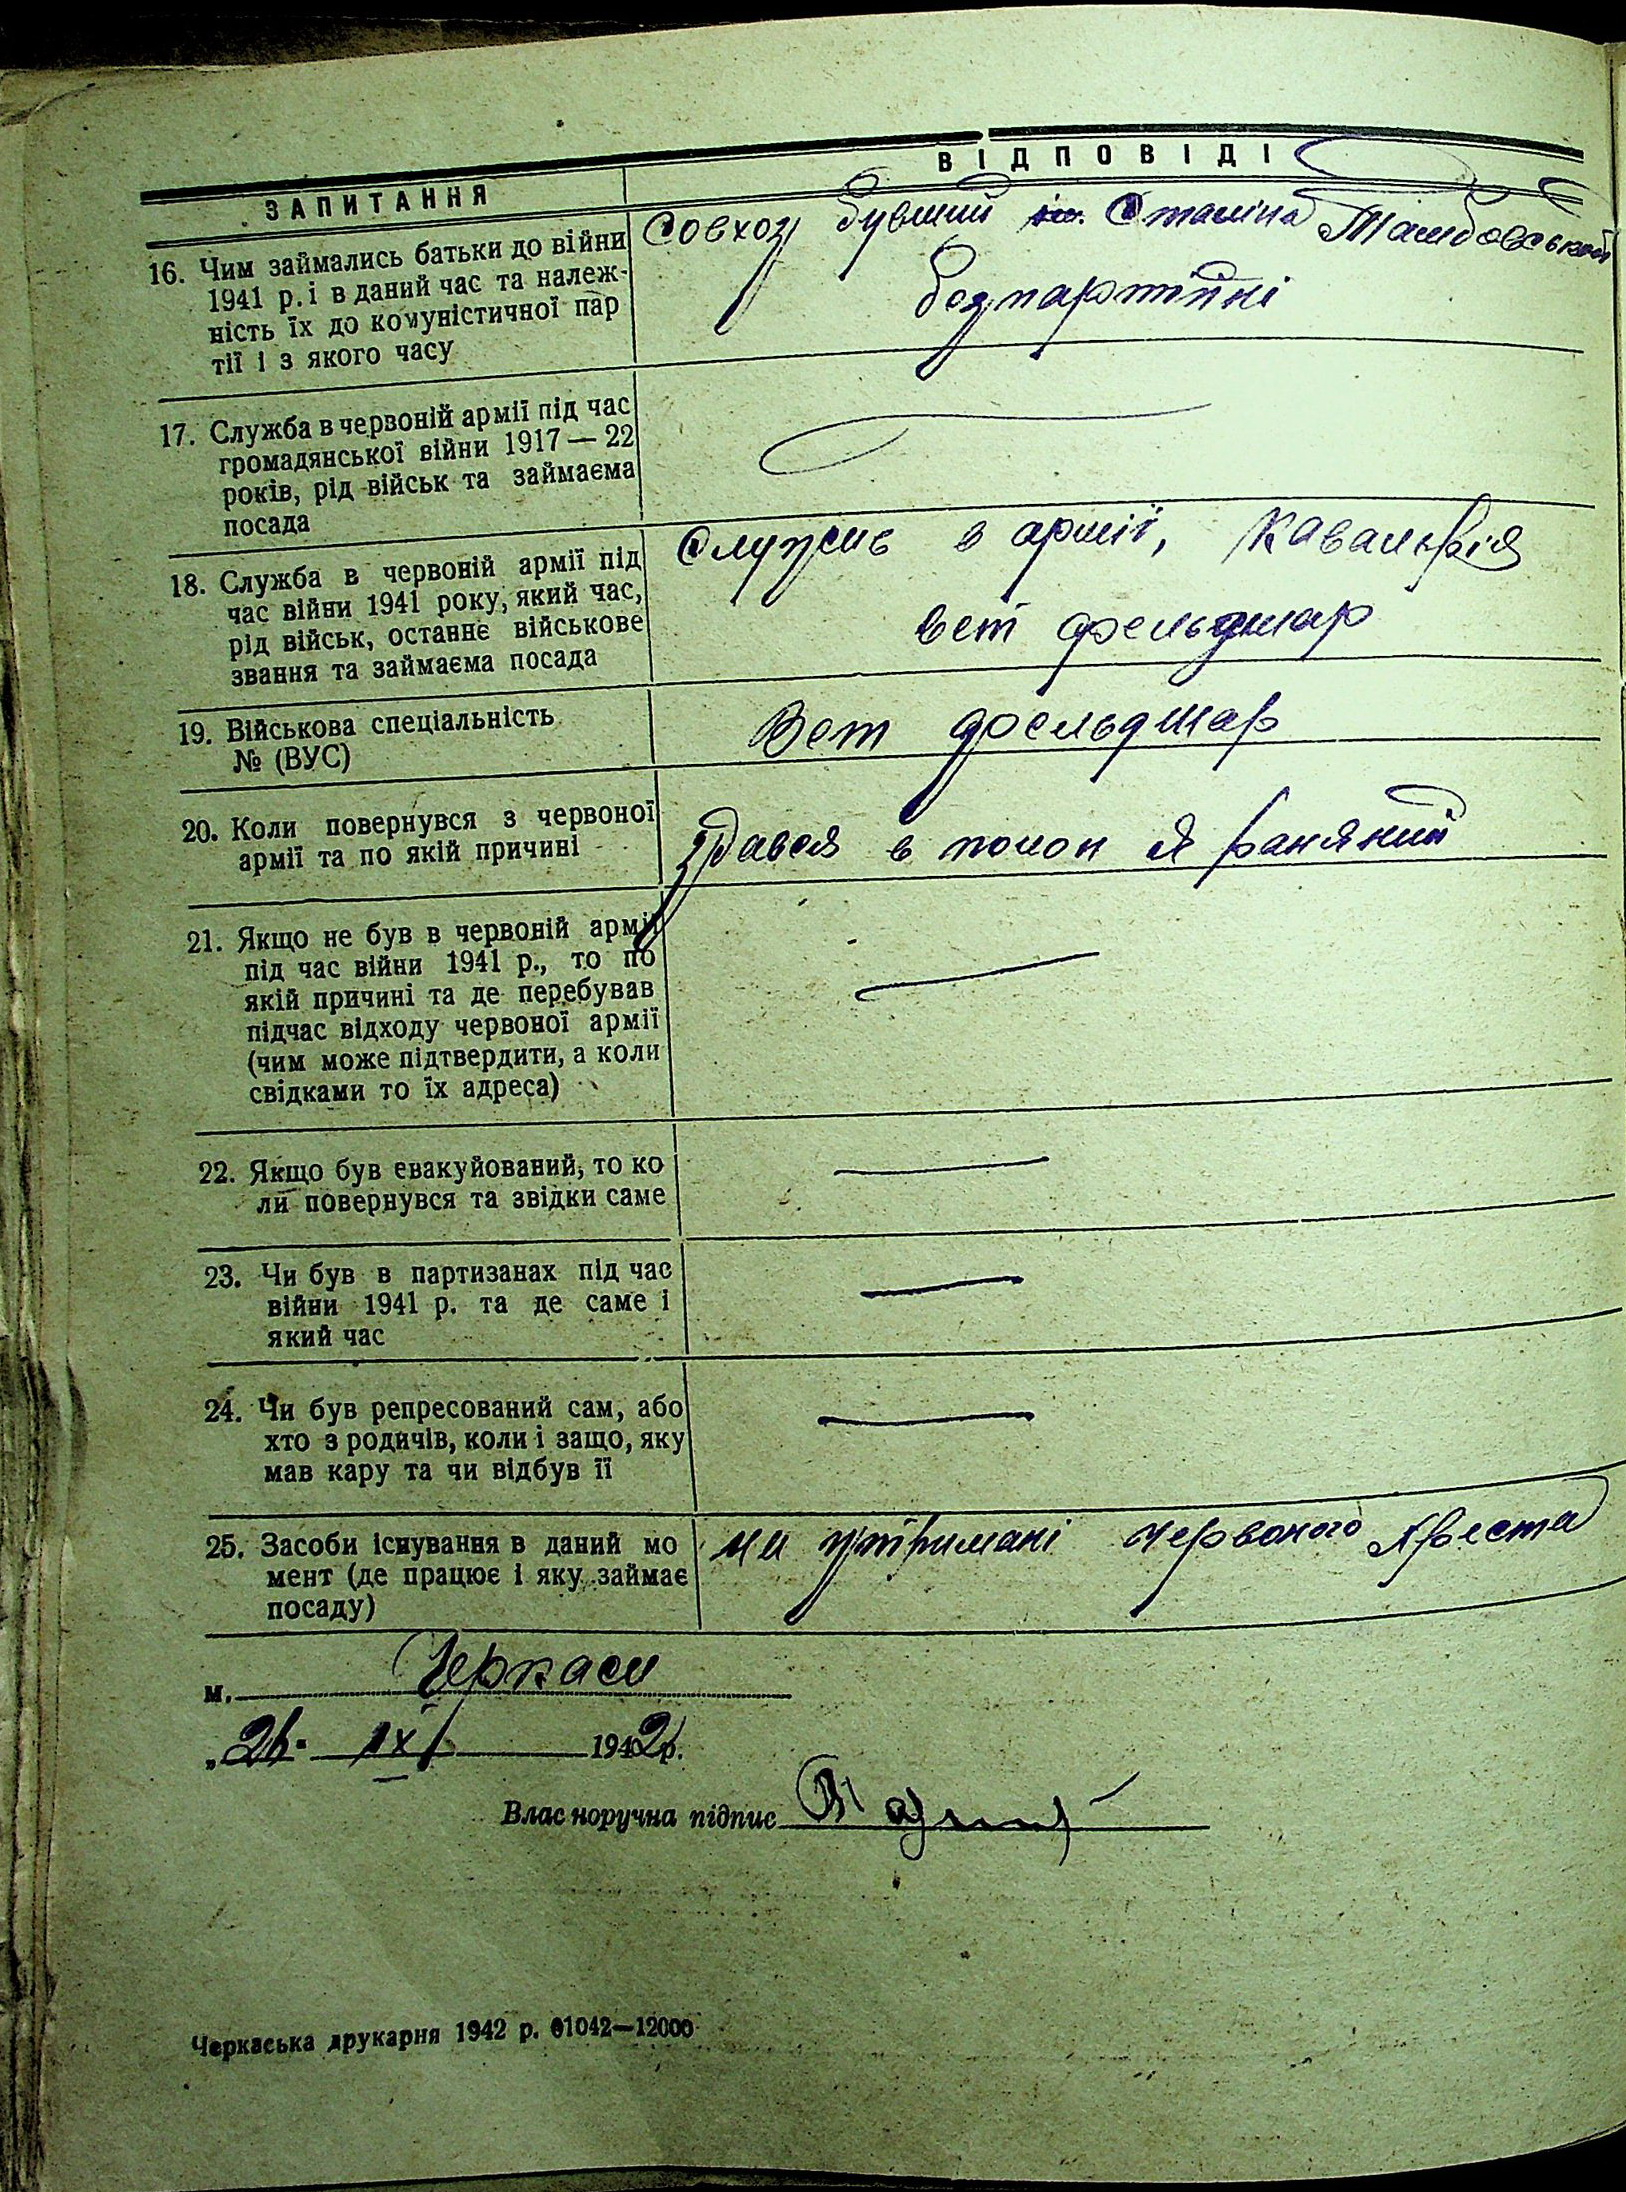 ЗАПИТАННЯ ВІДПОВІДІ
16. Чим займались батьки до війни
1941 р. і в даний час та належ-
ність їх до комуністичної пар
тії і з якого часу
Совхоз бувший ім. Сталіна Тамбовської
безпартійні
17. Служба в червоній армії під час
громадянської війни 1917 — 22
років, рід військ та займаєма
посада
18. Служба в червоній армії під
час війни 1941 року, який час,
рід військ, останнє військове
звання та займаєма посада
Служив в армії, Кавалерія
вет фельдшар
19. Військова спеціальність
№ (ВУС)
Вет фельдшар
20. Коли повернувся з червоної
армії та по якій причині
здався в полон я раняний
21. Якщо не був в червоній армії
під час війни 1941 р., то по
якій причині та де перебував
підчас відходу червоної армії
(чим може підтвердити, а коли
свідками то їх адреса)
22. Якщо був евакуйований, то ко
ли повернувся та звідки саме
23. Чи був в партизанах під час
війни 1941 р. та де саме і
який час
24. Чи був репресований сам, або
хто з родичів, коли і защо, яку
мав кару та чи відбув її
25. Засоби існування в даний мо
мент (де працює і яку займає
посаду)
на утримані червоного Хреста
м. Черкаси
„26" 1942 р.
Власноручна підпис
Черкаська друкарня 1942 р. 01042—12000